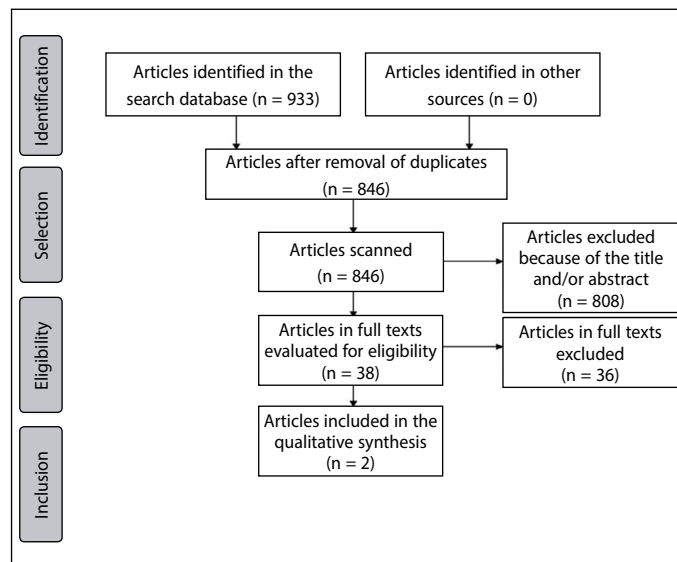 Identification
Articles identified in the
search database (n = 933)
Articles identified in other
sources (n = 0)
Articles after removal of duplicates
(n = 846)
Selection
Articles scanned
(n = 846)
Articles excluded
because of the title
and/or abstract
(n = 808)
Eligibility
Articles in full texts
evaluated for eligibility
(n = 38)
Articles in full texts
excluded
(n = 36)
Inclusion
Articles included in the
qualitative synthesis
(n = 2)